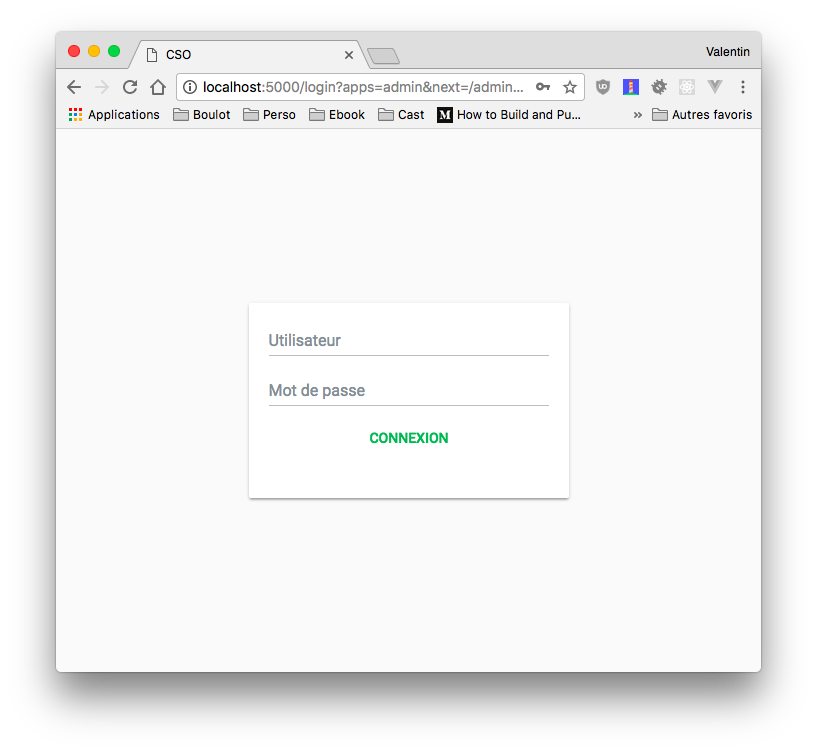 CSO
Valentin
localhost:5000/login?apps=admin&next=/admin...
Applications Boulot Perso Ebook Cast M How to Build and Pu... » Autres favoris
Utilisateur
Mot de passe
CONNEXION